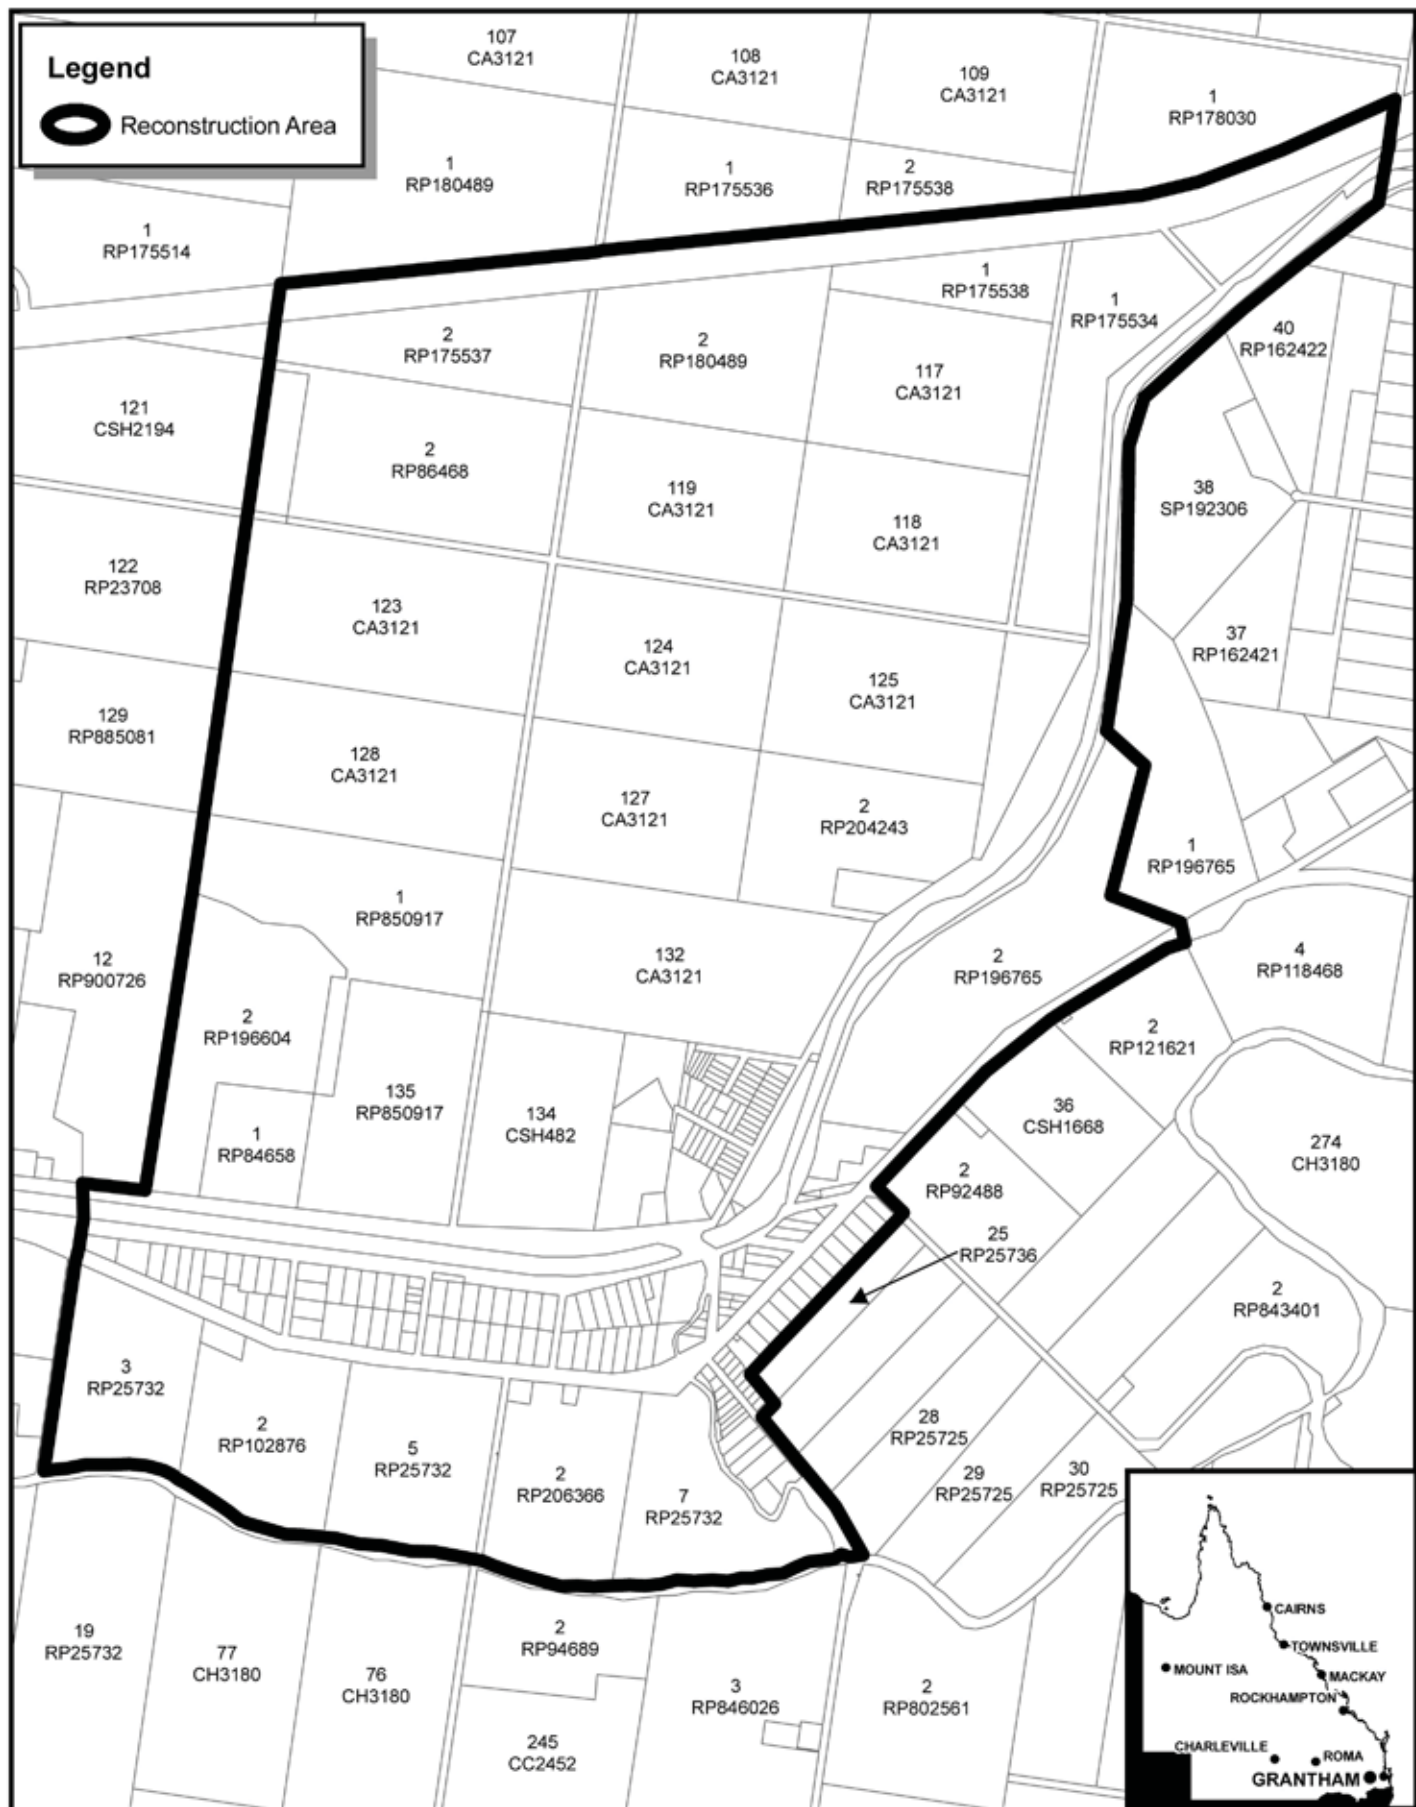 Legend
Reconstruction Area
107
CA3121
108
CA3121
109
CA3121
1
RP178030
1
RP180489
1
RP175536
2
RP175538
1
RP175514
1
RP175538
1
RP175534
2
RP175537
2
RP180489
40
RP162422
117
CA3121
121
CSH2194
2
RP86468
119
CA3121
38
SP192306
118
CA3121
122
RP23708
123
CA3121
124
CA3121
37
RP162421
125
CA3121
129
RP885081
128
CA3121
127
CA3121
2
RP204243
1
RP196765
1
RP850917
12
RP900726
132
CA3121
2
RP196765
4
RP118468
2
RP196604
2
RP121621
135
RP850917
134
CSH482
36
CSH1668
1
RP84658
274
CH3180
2
RP92488
25
RP25736
2
RP843401
3
RP25732
2
RP102876
5
RP25732
28
RP25725
2
RP206366
29
RP25725
30
RP25725
7
RP25732
19
RP25732
77
CH3180
76
CH3180
2
RP94689
3
RP846026
2
RP802561
245
CC2452
CAIRNS
TOWNSVILLE
MOUNT ISA
MACKAY
ROCKHAMPTON
CHARLEVILLE
ROMA
GRANTHAM